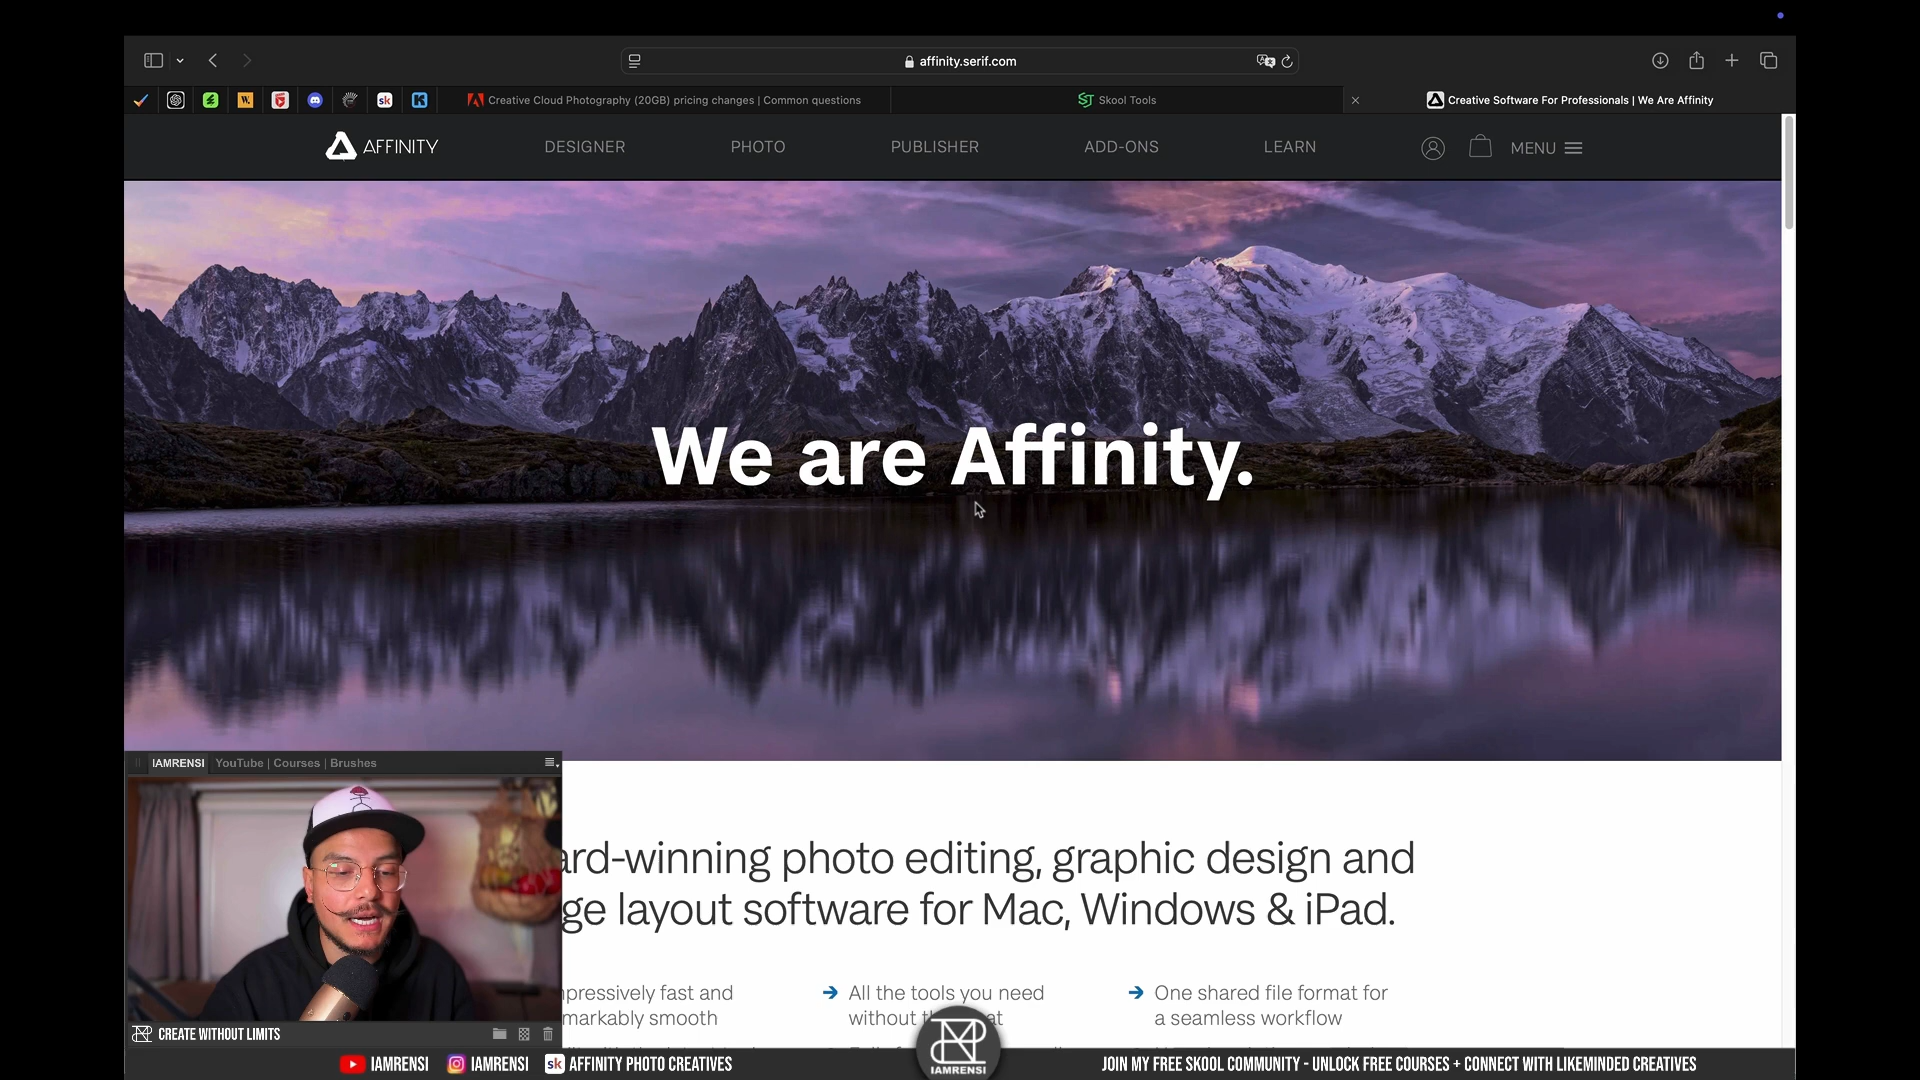 affinity.serif.com
Creative Cloud Photography (20GB) pricing changes | Common questions
Skool Tools
Creative Software For Professionals | We Are Affinity
AFFINITY
DESIGNER
PHOTO
PUBLISHER
ADD-ONS
LEARN
MENU
We are Affinity.
IAMRENSI
YouTube | Courses | Brushes
ard-winning photo editing, graphic design and
ge layout software for Mac, Windows & iPad.
pressively fast and
markably smooth
All the tools you need
without
at
One shared file format for
a seamless workflow
CREATE WITHOUT LIMITS
IAMRENSI
IAMRENSI
sk AFFINITY PHOTO CREATIVES
IAMRENSI
JOIN MY FREE SKOOL COMMUNITY - UNLOCK FREE COURSES + CONNECT WITH LIKEMINDED CREATIVES